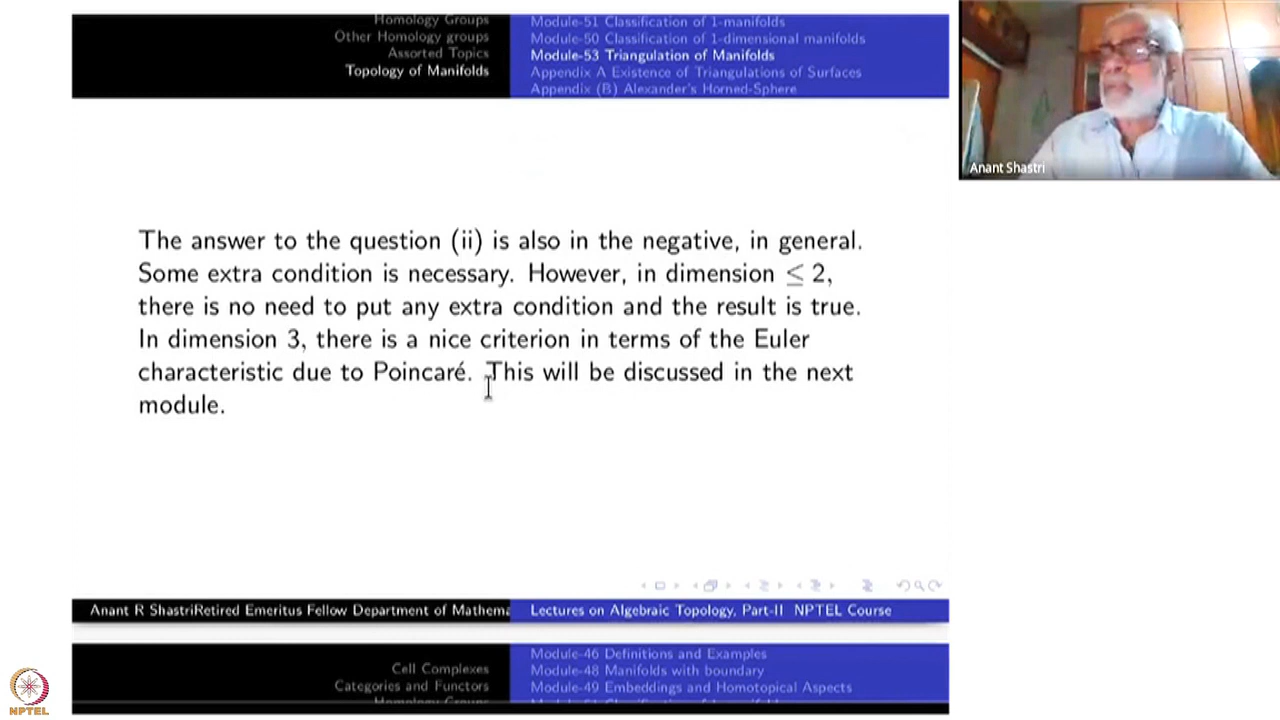 Homology Groups
Other Homology groups
Assorted Topics
Topology of Manifolds
Module-51 Classification of 1-manifolds
Module-50 Classification of 1-dimensional manifolds
Module-53 Triangulation of Manifolds
Appendix A Existence of Triangulations of Surfaces
Appendix (B) Alexander's Horned-Sphere
Anant Shastri
The answer to the question (ii) is also in the negative, in general.
Some extra condition is necessary. However, in dimension ≤ 2,
there is no need to put any extra condition and the result is true.
In dimension 3, there is a nice criterion in terms of the Euler
characteristic due to Poincaré. This will be discussed in the next
module.
Anant R ShastriRetired Emeritus Fellow Department of Mathema
Lectures on Algebraic Topology, Part-II NPTEL Course
Cell Complexes
Categories and Functors
Homology Groups
Module-46 Definitions and Examples
Module-48 Manifolds with boundary
Module-49 Embeddings and Homotopical Aspects
NPTEL